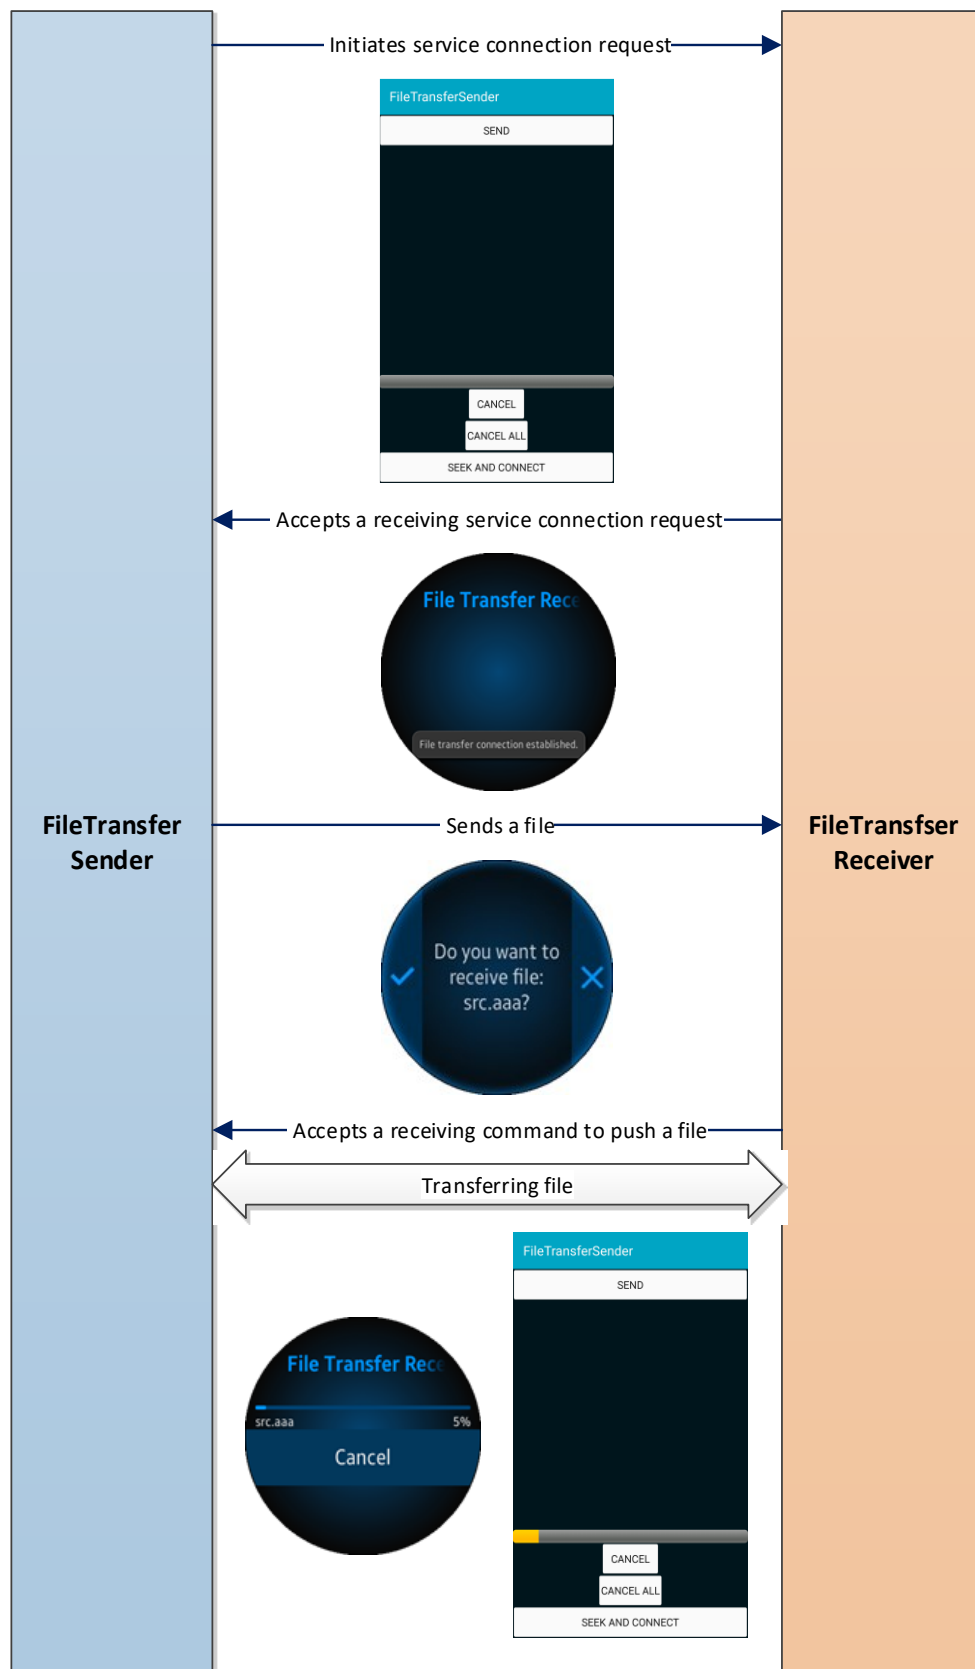 Initiates service connection request
FileTransferSender
SEND
CANCEL
CANCEL ALL
SEEK AND CONNECT
Accepts a receiving service connection request
File Transfer Rece
File transfer connection established.
FileTransfer
Sender
Sends a file
FileTransfser
Receiver
Do you want to
receive file:
src.aaa?
Accepts a receiving command to push a file
Transferring file
FileTransferSender
SEND
File Transfer Rece
src.aaa 5%
Cancel
CANCEL
CANCEL ALL
SEEK AND CONNECT